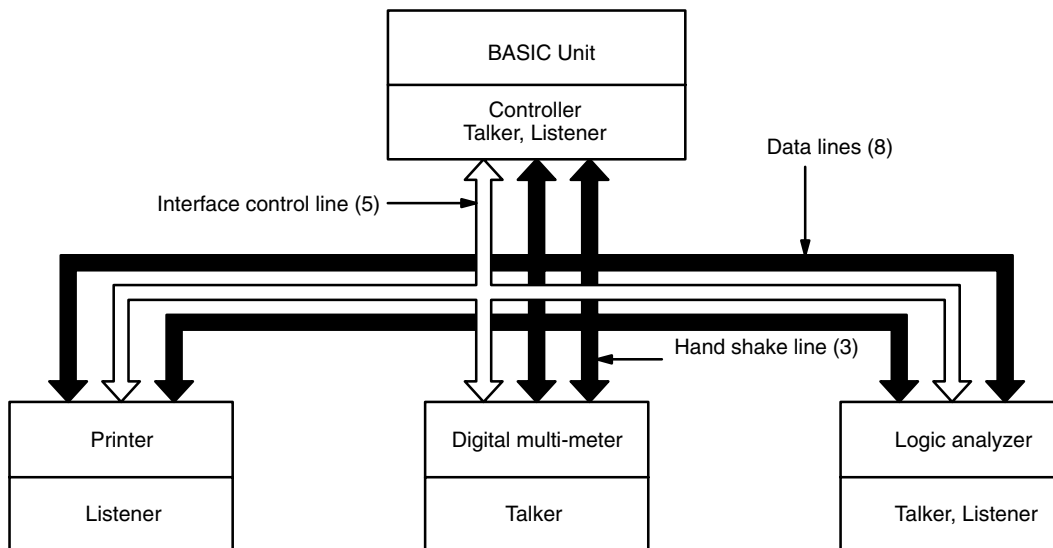 BASIC Unit
Controller
Talker, Listener
Data lines (8)
Interface control line (5)
Hand shake line (3)
Printer
Digital multi-meter
Logic analyzer
Listener
Talker
Talker, Listener